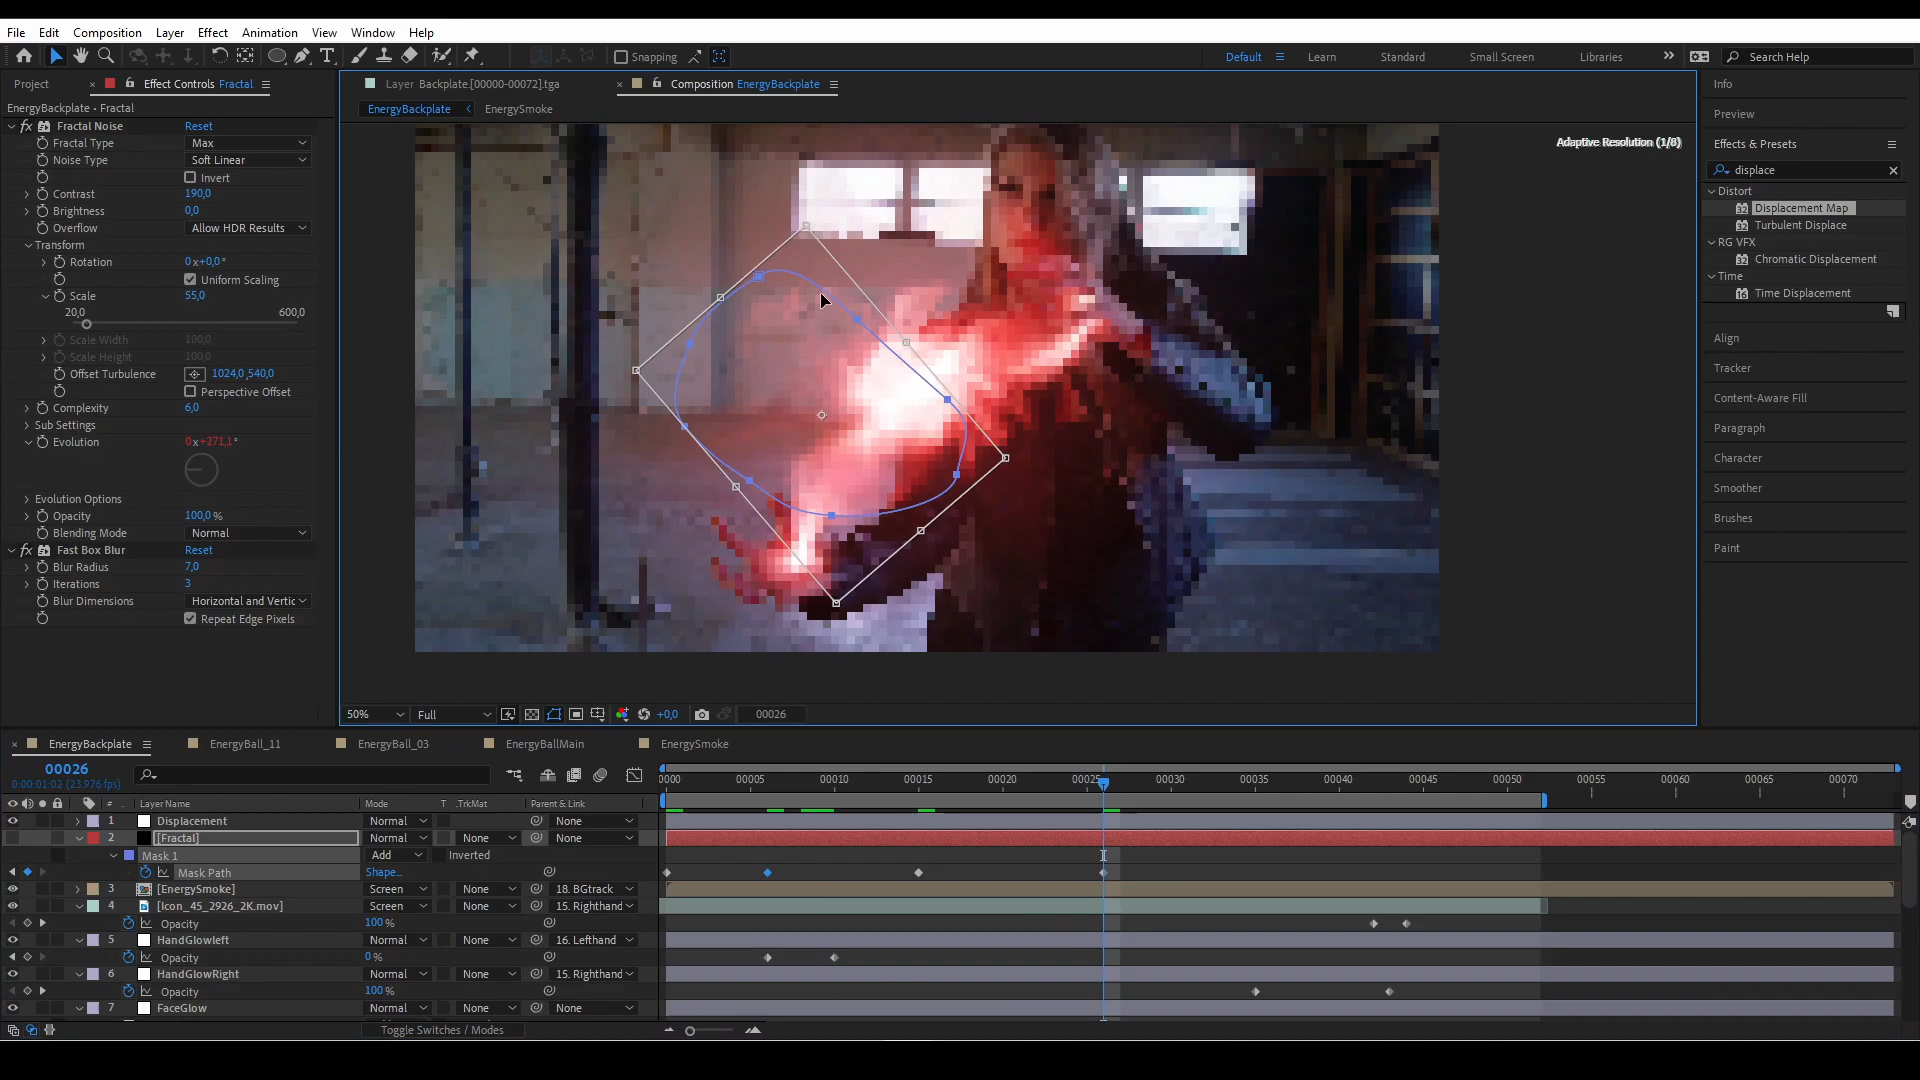 File Edit Composition Layer Effect Animation View Window Help
Snapping
Default Learn Standard Small Screen Libraries Search Help
Project Effect Controls Fractal
Layer Backplate.[00000-00072].tga
Composition EnergyBackplate
Info
EnergyBackplate • Fractal
EnergyBackplate EnergySmoke
Preview
Fractal Noise Reset
Fractal Type Max
Adaptive Resolution (1/8)
Effects & Presets
Noise Type Soft Linear
displace
Invert
Distort
Contrast 190,0
Displacement Map
Brightness 0,0
Turbulent Displace
Overflow Allow HDR Results
RG VFX
Transform
Chromatic Displacement
Rotation 0x+0,0°
Time
Uniform Scaling
Time Displacement
Scale 55,0
20,0 600,0
Scale Width 100,0
Align
Scale Height 100,0
Tracker
Offset Turbulence 1024,0,540,0
Perspective Offset
Content-Aware Fill
Complexity 6,0
Sub Settings
Paragraph
Evolution 0x+271,1°
Character
Smoother
Evolution Options
Opacity 100,0 %
Brushes
Blending Mode Normal
Fast Box Blur Reset
Paint
Blur Radius 7,0
Iterations 3
Blur Dimensions Horizontal and Vertic
Repeat Edge Pixels
50% Full +0,0 00026
EnergyBackplate EnergyBall_11 EnergyBall_03 EnergyBallMain EnergySmoke
00026
0:00:01:02 (23.976 fps)
0000 00005 00010 00015 00020 00025 00030 00035 00040 00045 00050 00055 00060 00065 00070
# Layer Name Mode T .TrkMat Parent & Link
1 Displacement Normal None
2 [Fractal] Normal None None
Mask 1 Add Inverted
Mask Path Shape...
3 [EnergySmoke] Screen None 18. BGtrack
4 [Icon_45_2926_2K.mov] Screen None 15. Righthand
Opacity 100 %
5 HandGlowleft Normal None 16. Lefthand
Opacity 0 %
6 HandGlowRight Normal None 15. Righthand
Opacity 100 %
7 FaceGlow Normal None None
Toggle Switches / Modes